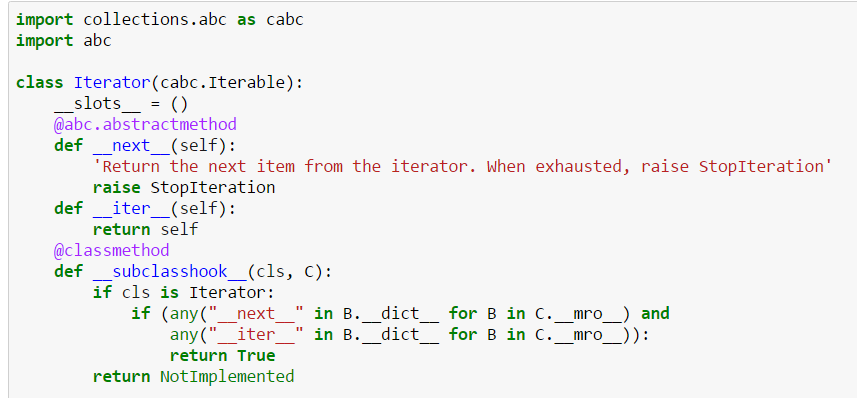 import collections.abc as cabc
import abc

class Iterator(cabc.Iterable):
    __slots__ = ()
    @abc.abstractmethod
    def __next__(self):
        'Return the next item from the iterator. When exhausted, raise StopIteration'
        raise StopIteration
    def __iter__(self):
        return self
    @classmethod
    def __subclasshook__(cls, C):
        if cls is Iterator:
            if (any("__next__" in B.__dict__ for B in C.__mro__) and
                any("__iter__" in B.__dict__ for B in C.__mro__)):
                return True
        return NotImplemented